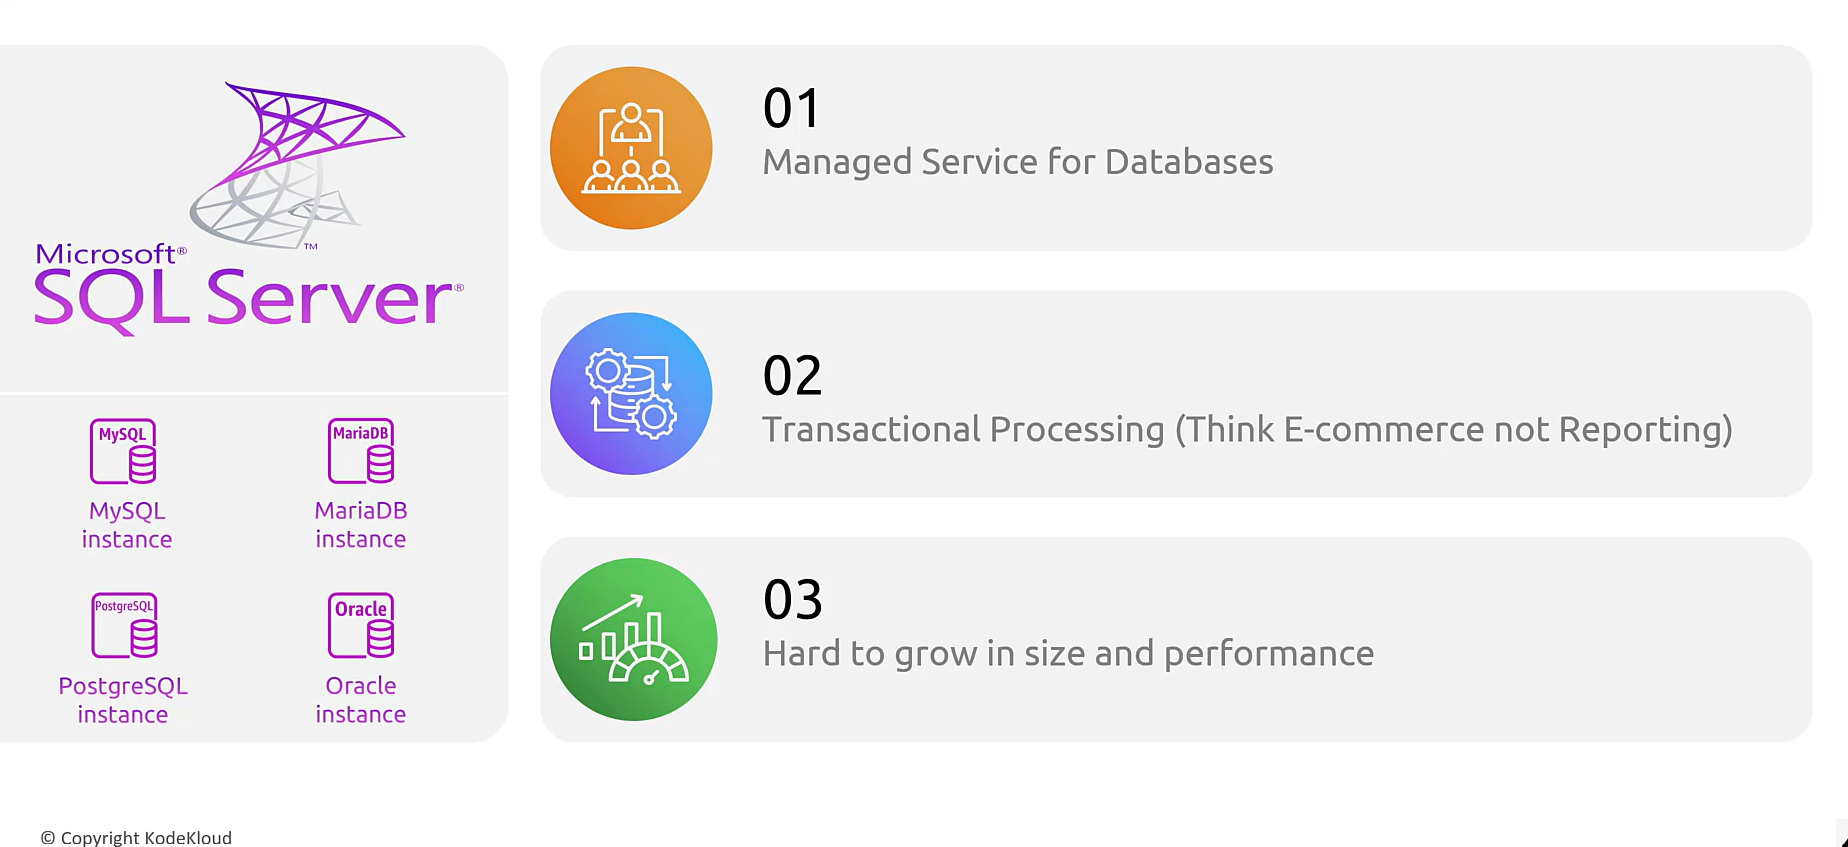 Microsoft®
SQL Server®
™
MySQL
MySQL
instance
MariaDB
MariaDB
instance
PostgreSQL
PostgreSQL
instance
Oracle
Oracle
instance
01
Managed Service for Databases
02
Transactional Processing (Think E-commerce not Reporting)
03
Hard to grow in size and performance
© Copyright KodeKloud